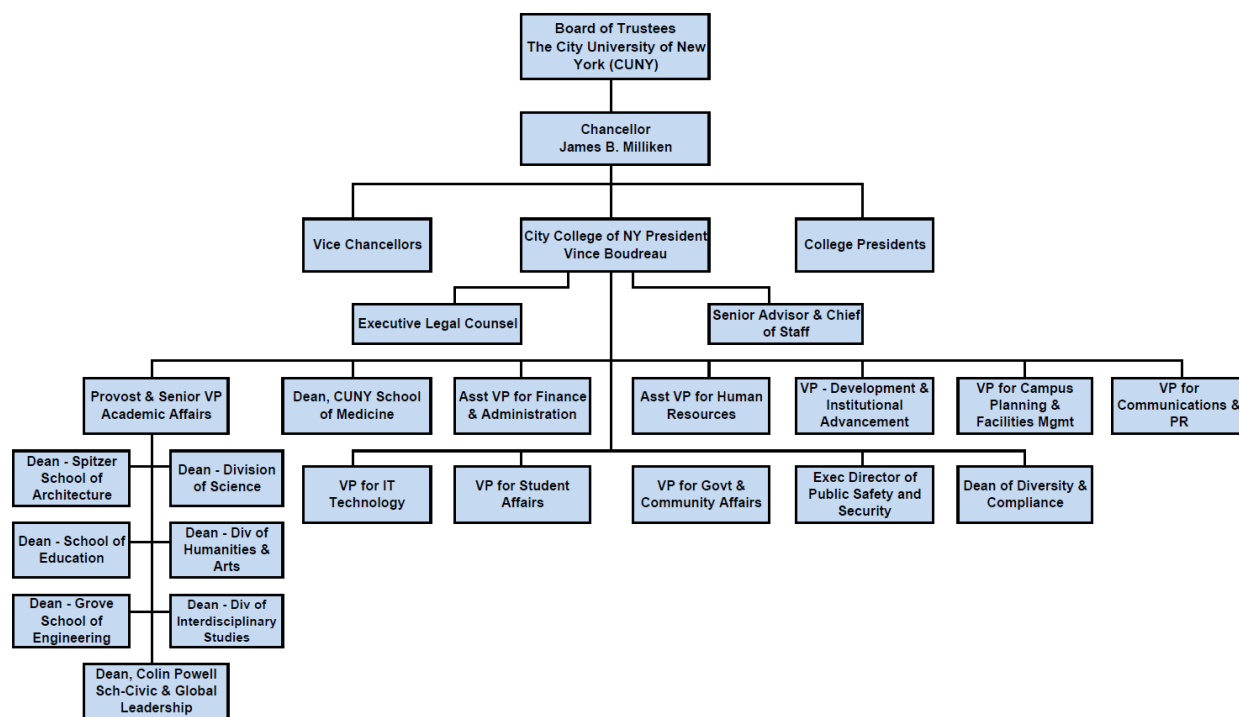 Board of Trustees
The City University of New
York (CUNY)
Chancellor
James B. Milliken
Vice Chancellors
City College of NY President
Vince Boudreau
College Presidents
Executive Legal Counsel
Senior Advisor & Chief
of Staff
Provost & Senior VP
Academic Affairs
Dean, CUNY School
of Medicine
Asst VP for Finance
& Administration
Asst VP for Human
Resources
VP - Development &
Institutional
Advancement
VP for Campus
Planning &
Facilities Mgmt
VP for
Communications &
PR
Dean - Spitzer
School of
Architecture
Dean - Division
of Science
VP for IT
Technology
VP for Student
Affairs
VP for Govt &
Community Affairs
Exec Director of
Public Safety and
Security
Dean of Diversity &
Compliance
Dean - School of
Education
Dean - Div of
Humanities &
Arts
Dean - Grove
School of
Engineering
Dean - Div of
Interdisciplinary
Studies
Dean, Colin Powell
Sch-Civic & Global
Leadership